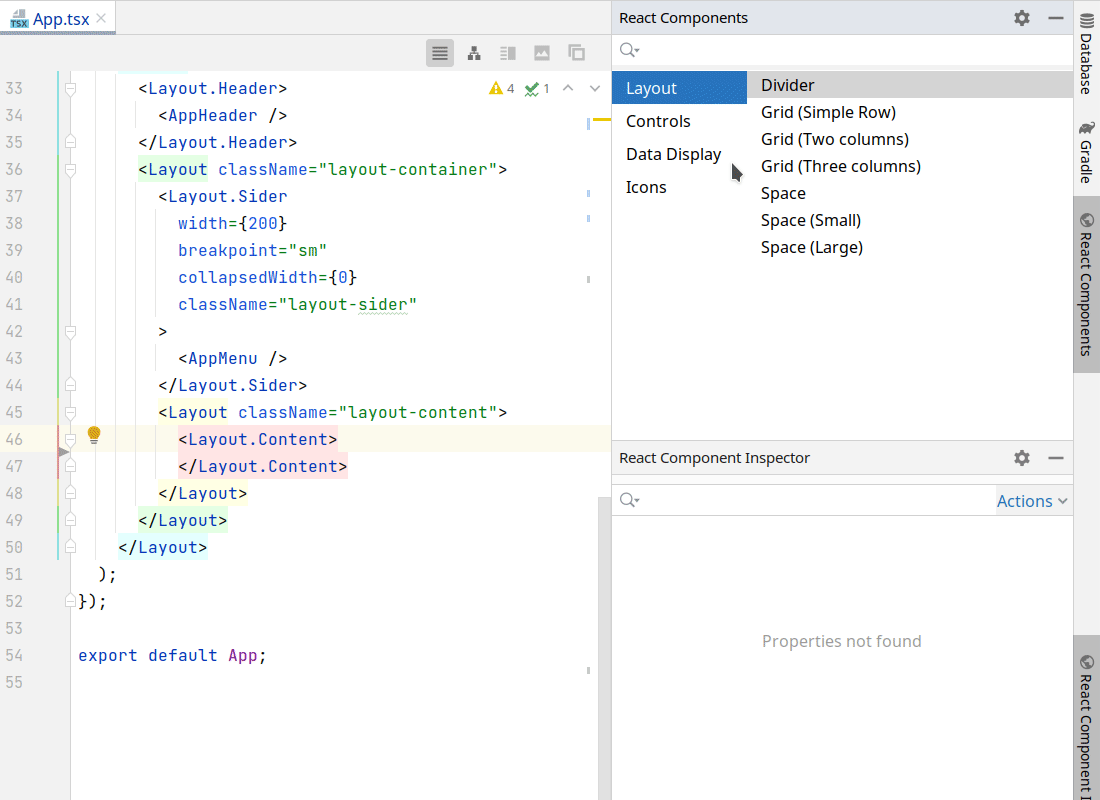 TSX App.tsx
4 1
33 <Layout.Header>
34 <AppHeader />
35 </Layout.Header>
36 <Layout className="layout-container">
37 <Layout.Sider
38 width={200}
39 breakpoint="sm"
40 collapsedWidth={0}
41 className="layout-sider"
42 >
43 <AppMenu />
44 </Layout.Sider>
45 <Layout className="layout-content">
46 <Layout.Content>
47 </Layout.Content>
48 </Layout>
49 </Layout>
50 </Layout>
51 );
52 });
53
54 export default App;
55
React Components
Layout
Controls
Data Display
Icons
Divider
Grid (Simple Row)
Grid (Two columns)
Grid (Three columns)
Space
Space (Small)
Space (Large)
React Component Inspector
Actions
Properties not found
Database
Gradle
React Components
React Component I